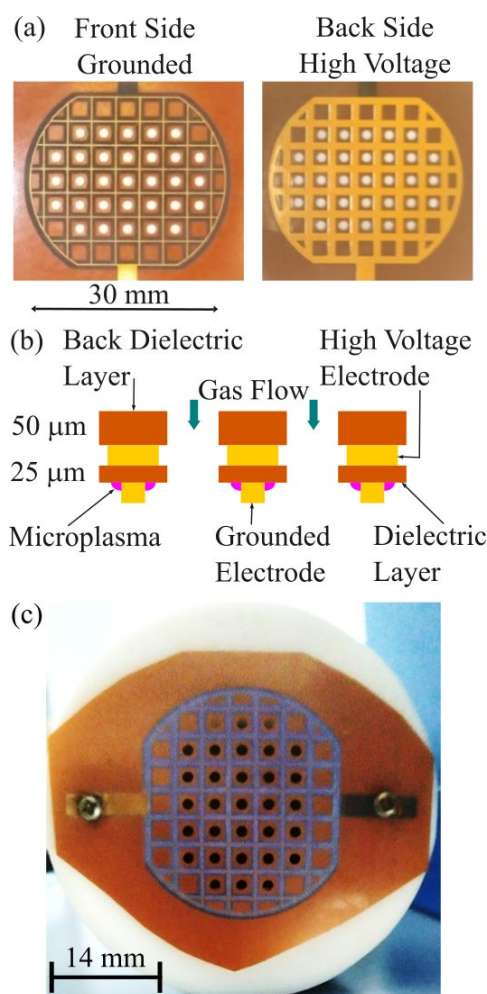 (a)
Front Side
Grounded
Back Side
High Voltage
30 mm
(b)
Back Dielectric
Layer
High Voltage
Electrode
Gas Flow
50 μm
25 μm
Microplasma
Grounded
Electrode
Dielectric
Layer
(c)
14 mm